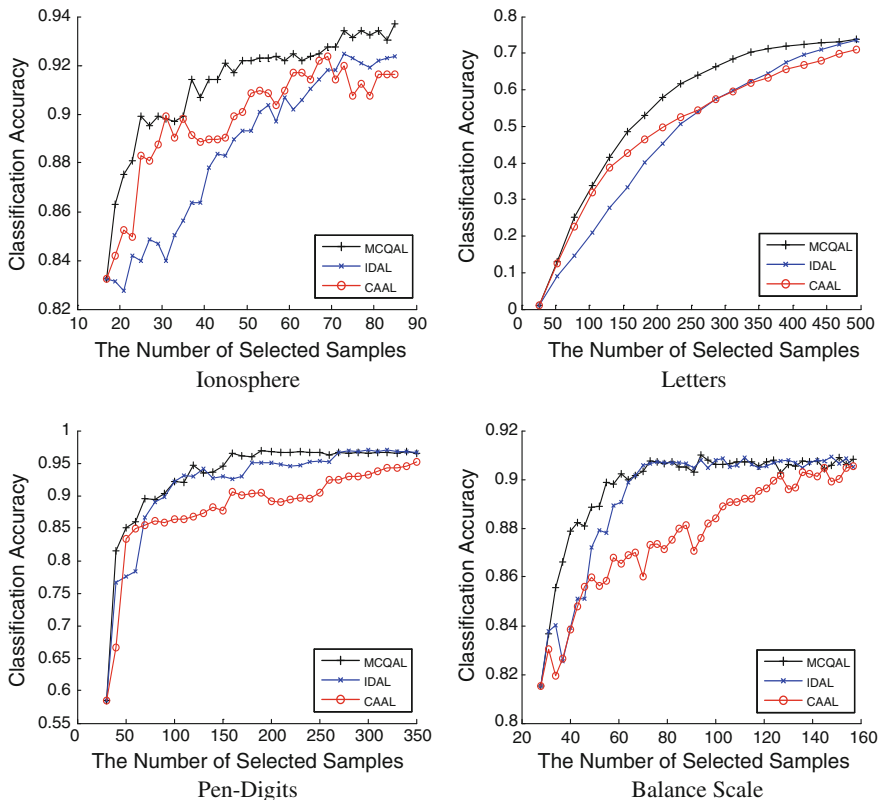 0.94
0.92
0.9
0.88
0.86
0.84
0.82
Classification Accuracy
MCQAL
IDAL
CAAL
10 20 30 40 50 60 70 80 90
The Number of Selected Samples
Ionosphere
0.8
0.7
0.6
0.5
0.4
0.3
0.2
0.1
0
Classification Accuracy
MCQAL
IDAL
CAAL
0 50 100 150 200 250 300 350 400 450 500
The Number of Selected Samples
Letters
1
0.95
0.9
0.85
0.8
0.75
0.7
0.65
0.6
0.55
Classification Accuracy
MCQAL
IDAL
CAAL
0 50 100 150 200 250 300 350
The Number of Selected Samples
Pen-Digits
0.92
0.9
0.88
0.86
0.84
0.82
0.8
Classification Accuracy
MCQAL
IDAL
CAAL
20 40 60 80 100 120 140 160
The Number of Selected Samples
Balance Scale